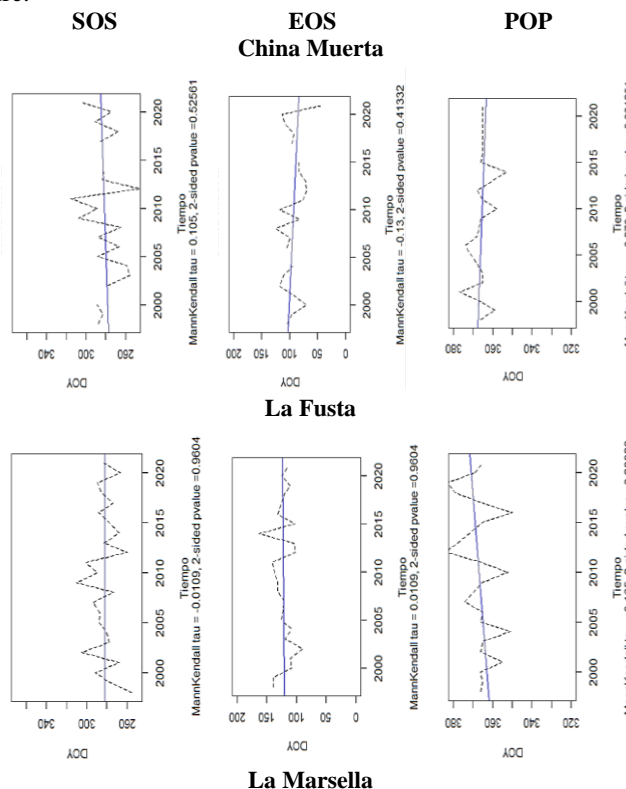 SOS EOS POP
China Muerta
340 300 260
DOY
2000 2005 2010 2015 2020
Tiempo
MannKendall tau = 0.105, 2-sided pvalue =0.52561
200 150 100 50 0
DOY
2000 2005 2010 2015 2020
Tiempo
MannKendall tau = -0.13, 2-sided pvalue =0.41332
380 360 340 320
DOY
2000 2005 2010 2015 2020
Tiempo
La Fusta
340 300 260
DOY
2000 2005 2010 2015 2020
Tiempo
MannKendall tau = -0.0109, 2-sided pvalue =0.9604
200 150 100 50 0
DOY
2000 2005 2010 2015 2020
Tiempo
MannKendall tau = 0.0109, 2-sided pvalue =0.9604
380 360 340 320
DOY
2000 2005 2010 2015 2020
Tiempo
La Marsella